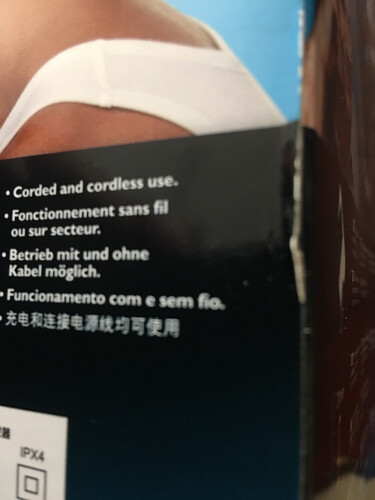 • Corded and cordless use.
• Fonctionnement sans fil
ou sur secteur.
• Betrieb mit und ohne
Kabel möglich.
• Funcionamento com e sem fio.
• 充电和连接电源线均可使用
IPX4